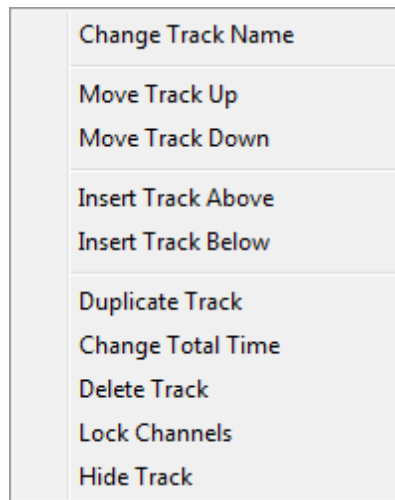 Change Track Name
Move Track Up
Move Track Down
Insert Track Above
Insert Track Below
Duplicate Track
Change Total Time
Delete Track
Lock Channels
Hide Track